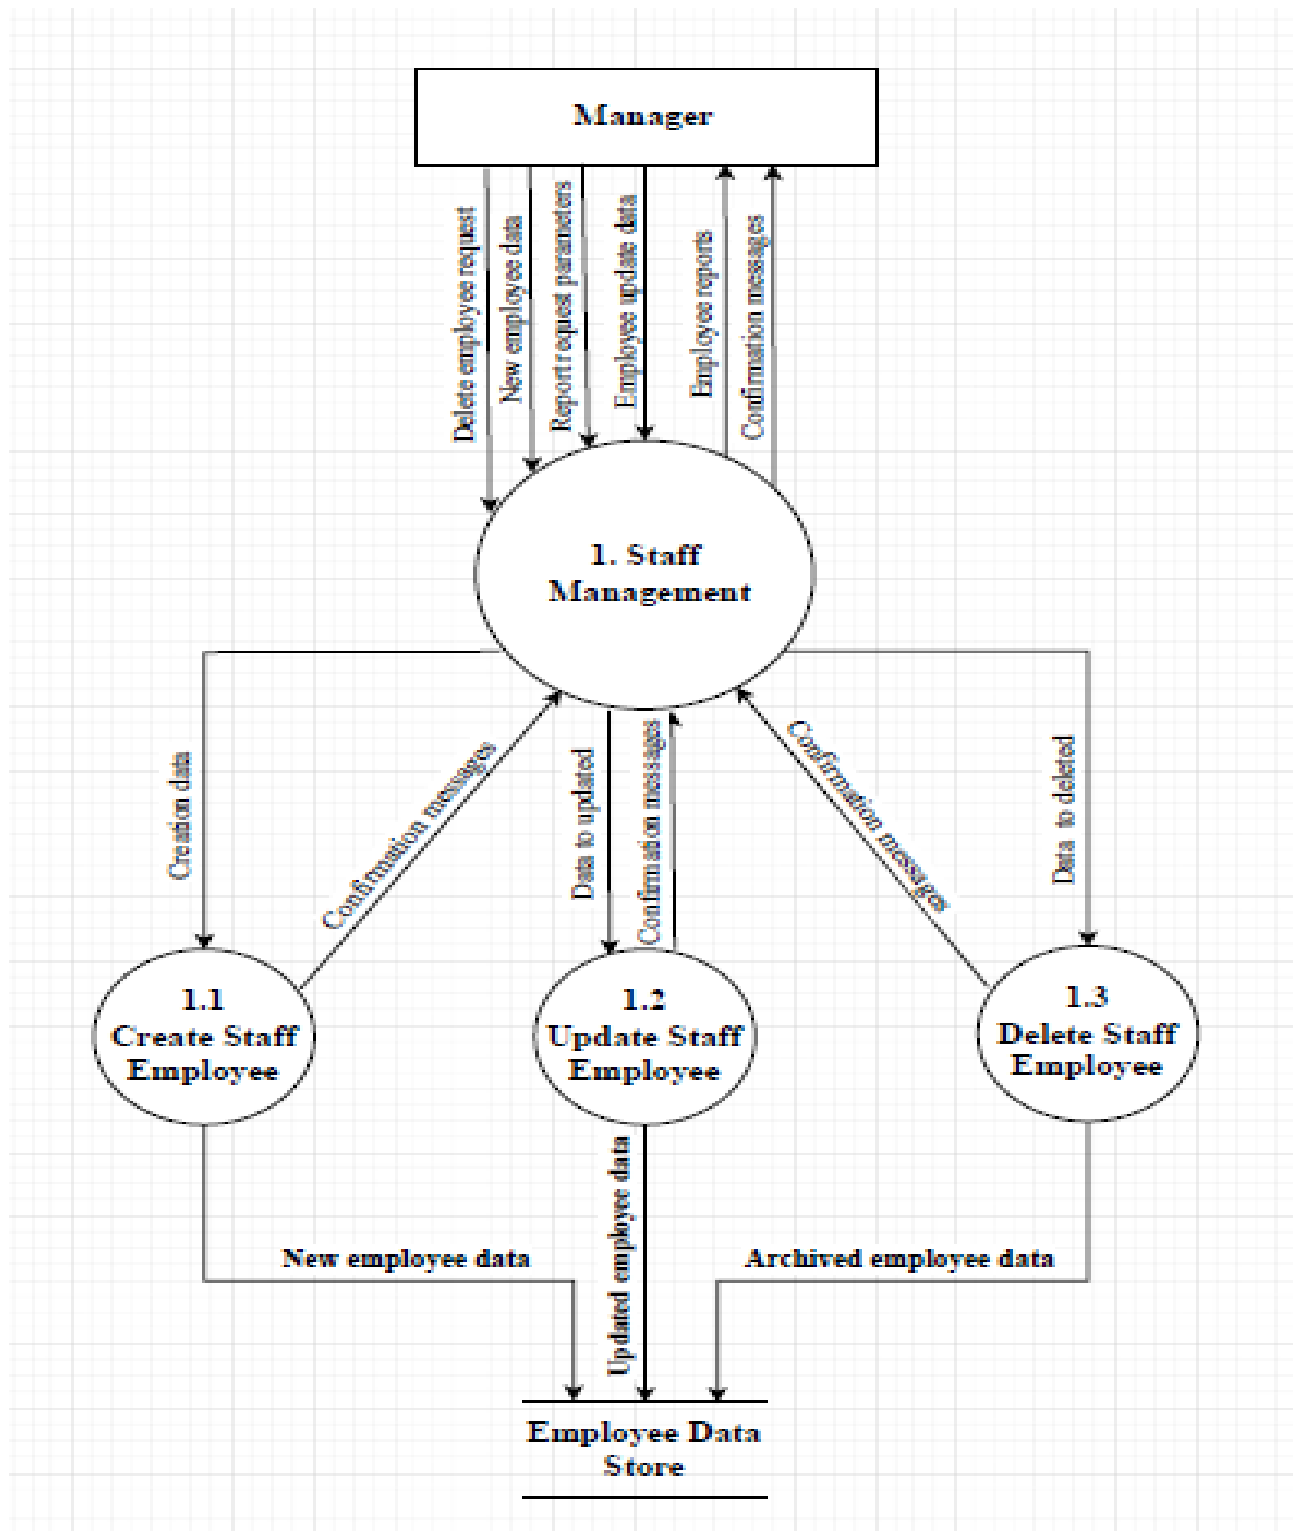 Manager
Delete employee request
New employee data
Report request parameters
Employee update data
Employee reports
Confirmation messages
1. Staff
Management
Creation data
Confirmation messages
Data to updated
Confirmation messages
Confirmation messages
Data to deleted
1.1
Create Staff
Employee
1.2
Update Staff
Employee
1.3
Delete Staff
Employee
New employee data
Updated employee data
Archived employee data
Employee Data
Store